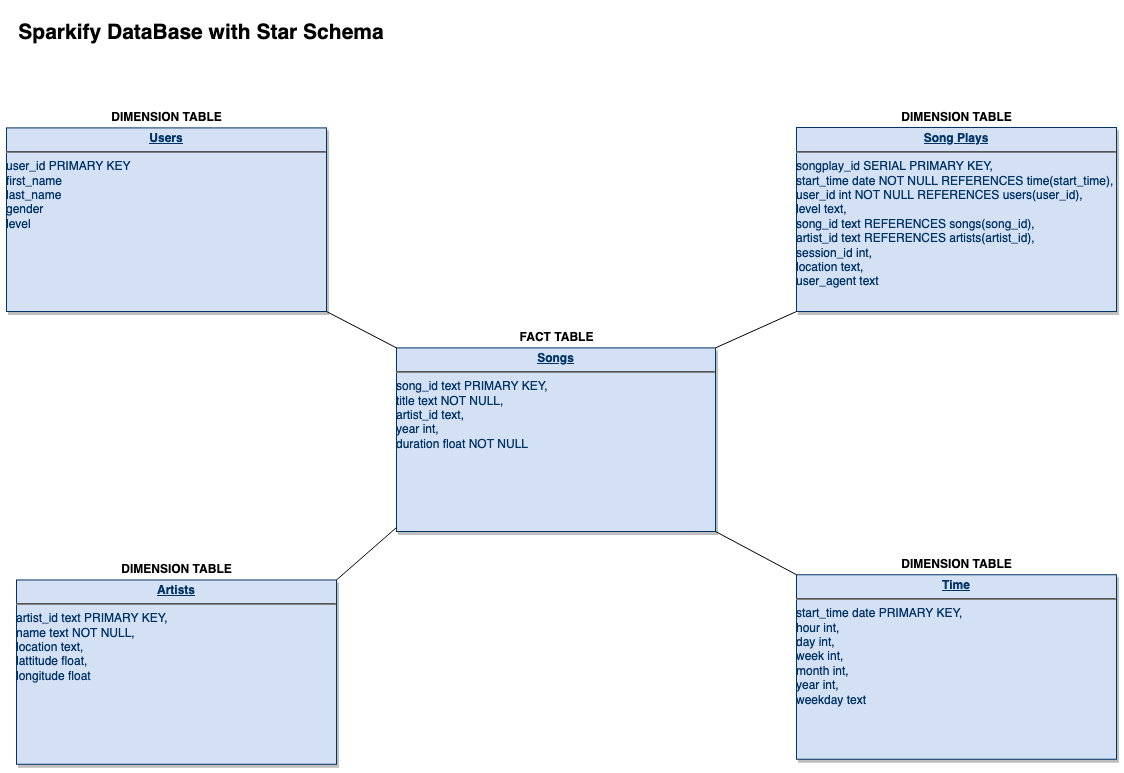 Sparkify DataBase with Star Schema
DIMENSION TABLE
Users
user_id PRIMARY KEY
first_name
last_name
gender
level
DIMENSION TABLE
Song Plays
songplay_id SERIAL PRIMARY KEY,
start_time date NOT NULL REFERENCES time(start_time),
user_id int NOT NULL REFERENCES users(user_id),
level text,
song_id text REFERENCES songs(song_id),
artist_id text REFERENCES artists(artist_id),
session_id int,
location text,
user_agent text
FACT TABLE
Songs
song_id text PRIMARY KEY,
title text NOT NULL,
artist_id text,
year int,
duration float NOT NULL
DIMENSION TABLE
Artists
artist_id text PRIMARY KEY,
name text NOT NULL,
location text,
lattitude float,
longitude float
DIMENSION TABLE
Time
start_time date PRIMARY KEY,
hour int,
day int,
week int,
month int,
year int,
weekday text